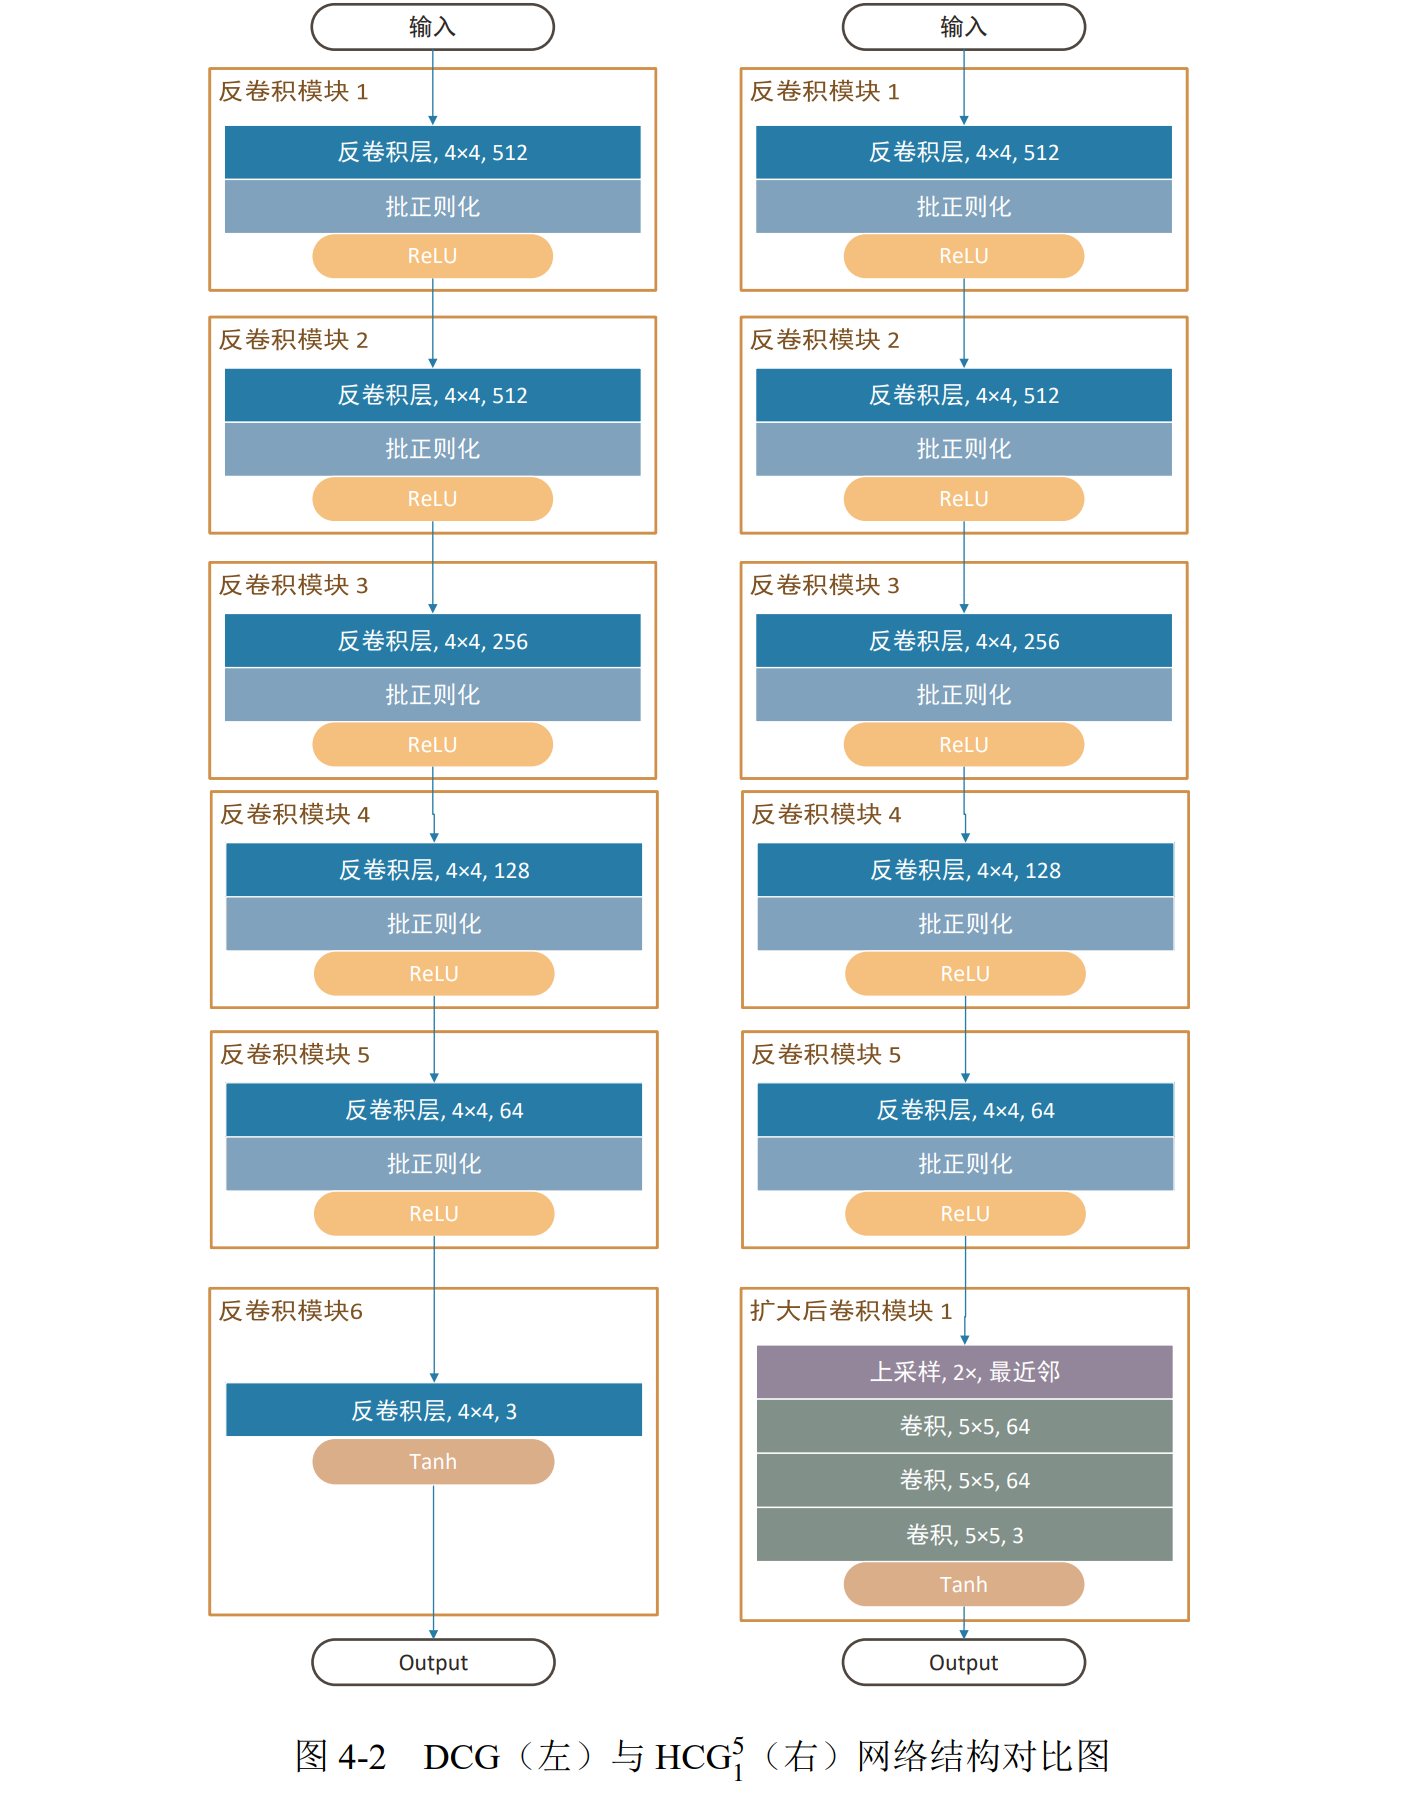 输入
反卷积模块 1
反卷积层, 4×4, 512
批正则化
ReLU
反卷积模块 2
反卷积层, 4×4, 512
批正则化
ReLU
反卷积模块 3
反卷积层, 4×4, 256
批正则化
ReLU
反卷积模块 4
反卷积层, 4×4, 128
批正则化
ReLU
反卷积模块 5
反卷积层, 4×4, 64
批正则化
ReLU
反卷积模块6
反卷积层, 4×4, 3
Tanh
Output
输入
反卷积模块 1
反卷积层, 4×4, 512
批正则化
ReLU
反卷积模块 2
反卷积层, 4×4, 512
批正则化
ReLU
反卷积模块 3
反卷积层, 4×4, 256
批正则化
ReLU
反卷积模块 4
反卷积层, 4×4, 128
批正则化
ReLU
反卷积模块 5
反卷积层, 4×4, 64
批正则化
ReLU
扩大后卷积模块 1
上采样, 2×, 最近邻
卷积, 5×5, 64
卷积, 5×5, 64
卷积, 5×5, 3
Tanh
Output
图 4-2 DCG（左）与 HCG₁⁵（右）网络结构对比图